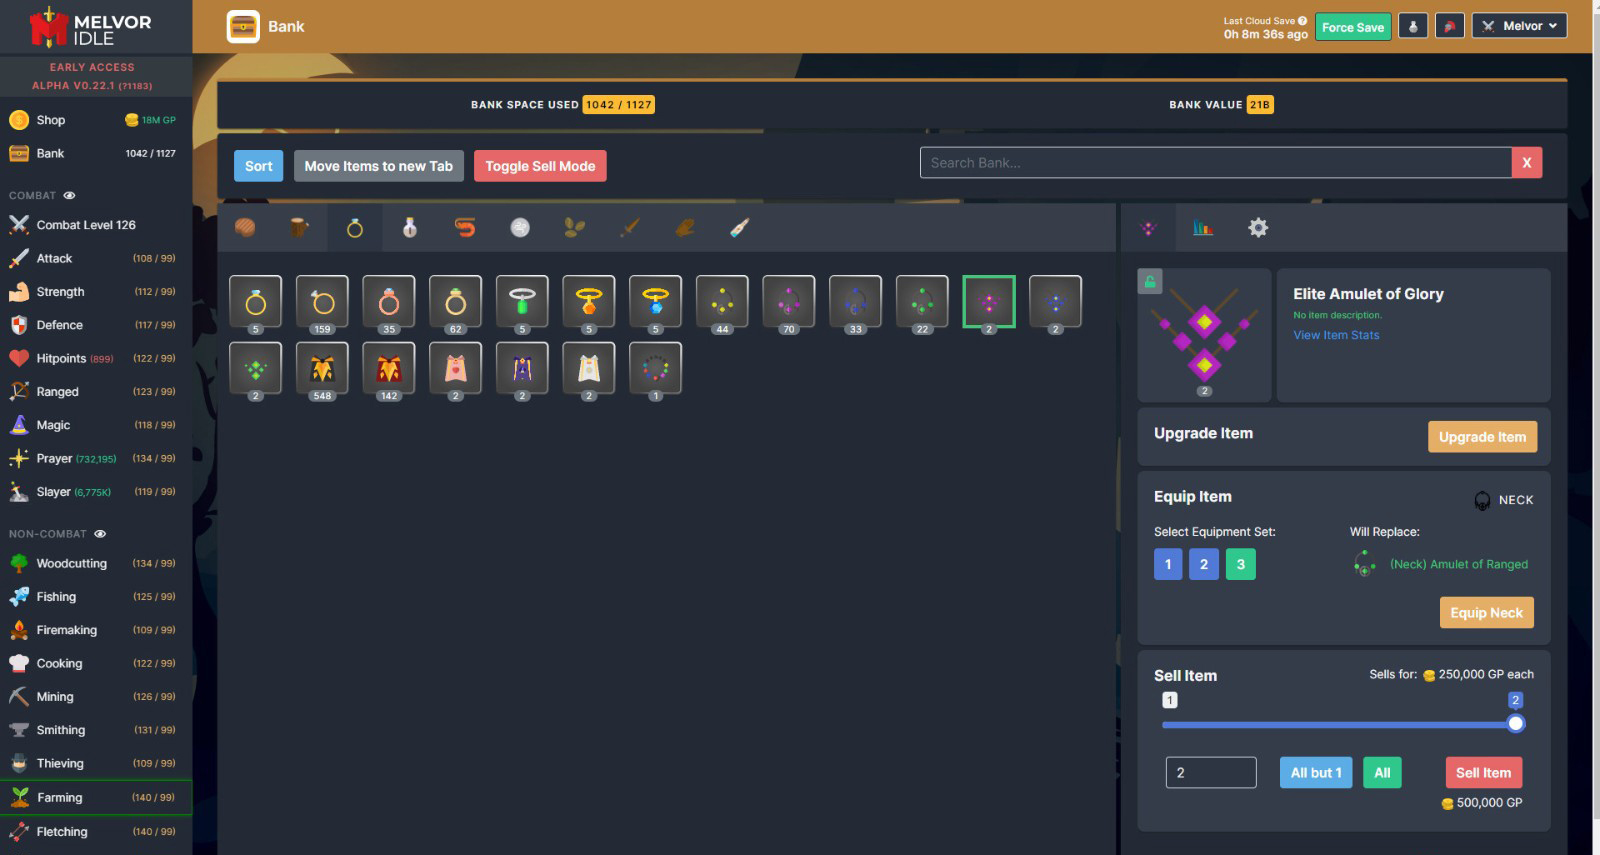 MELVOR
IDLE
EARLY ACCESS
ALPHA V0.22.1 (?1183)
Shop 18M GP
Bank 1042 / 1127
COMBAT
Combat Level 126
Attack (108 / 99)
Strength (112 / 99)
Defence (117 / 99)
Hitpoints (899) (122 / 99)
Ranged (123 / 99)
Magic (118 / 99)
Prayer (732,195) (134 / 99)
Slayer (6,775K) (119 / 99)
NON-COMBAT
Woodcutting (134 / 99)
Fishing (125 / 99)
Firemaking (109 / 99)
Cooking (122 / 99)
Mining (126 / 99)
Smithing (131 / 99)
Thieving (109 / 99)
Farming (140 / 99)
Fletching (140 / 99)
Bank
Last Cloud Save ?
0h 8m 36s ago
Force Save
Melvor
BANK SPACE USED 1042 / 1127
BANK VALUE 21B
Sort
Move Items to new Tab
Toggle Sell Mode
Search Bank...
X
5 159 35 62 5 5 5 44 70 33 22 2 2
2 548 142 2 2 2 1
2
Elite Amulet of Glory
No item description.
View Item Stats
Upgrade Item
Upgrade Item
Equip Item
NECK
Select Equipment Set:
1 2 3
Will Replace:
(Neck) Amulet of Ranged
Equip Neck
Sell Item
Sells for: 250,000 GP each
1 2
2
All but 1
All
Sell Item
500,000 GP